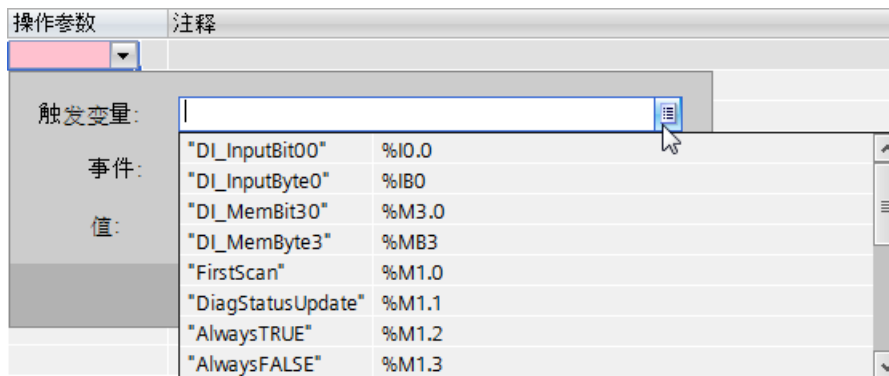 操作参数 注释
触发变量:
"DI_InputBit00" %I0.0
事件:
"DI_InputByte0" %IB0
"DI_MemBit30" %M3.0
值:
"DI_MemByte3" %MB3
"FirstScan" %M1.0
"DiagStatusUpdate" %M1.1
"AlwaysTRUE" %M1.2
"AlwaysFALSE" %M1.3